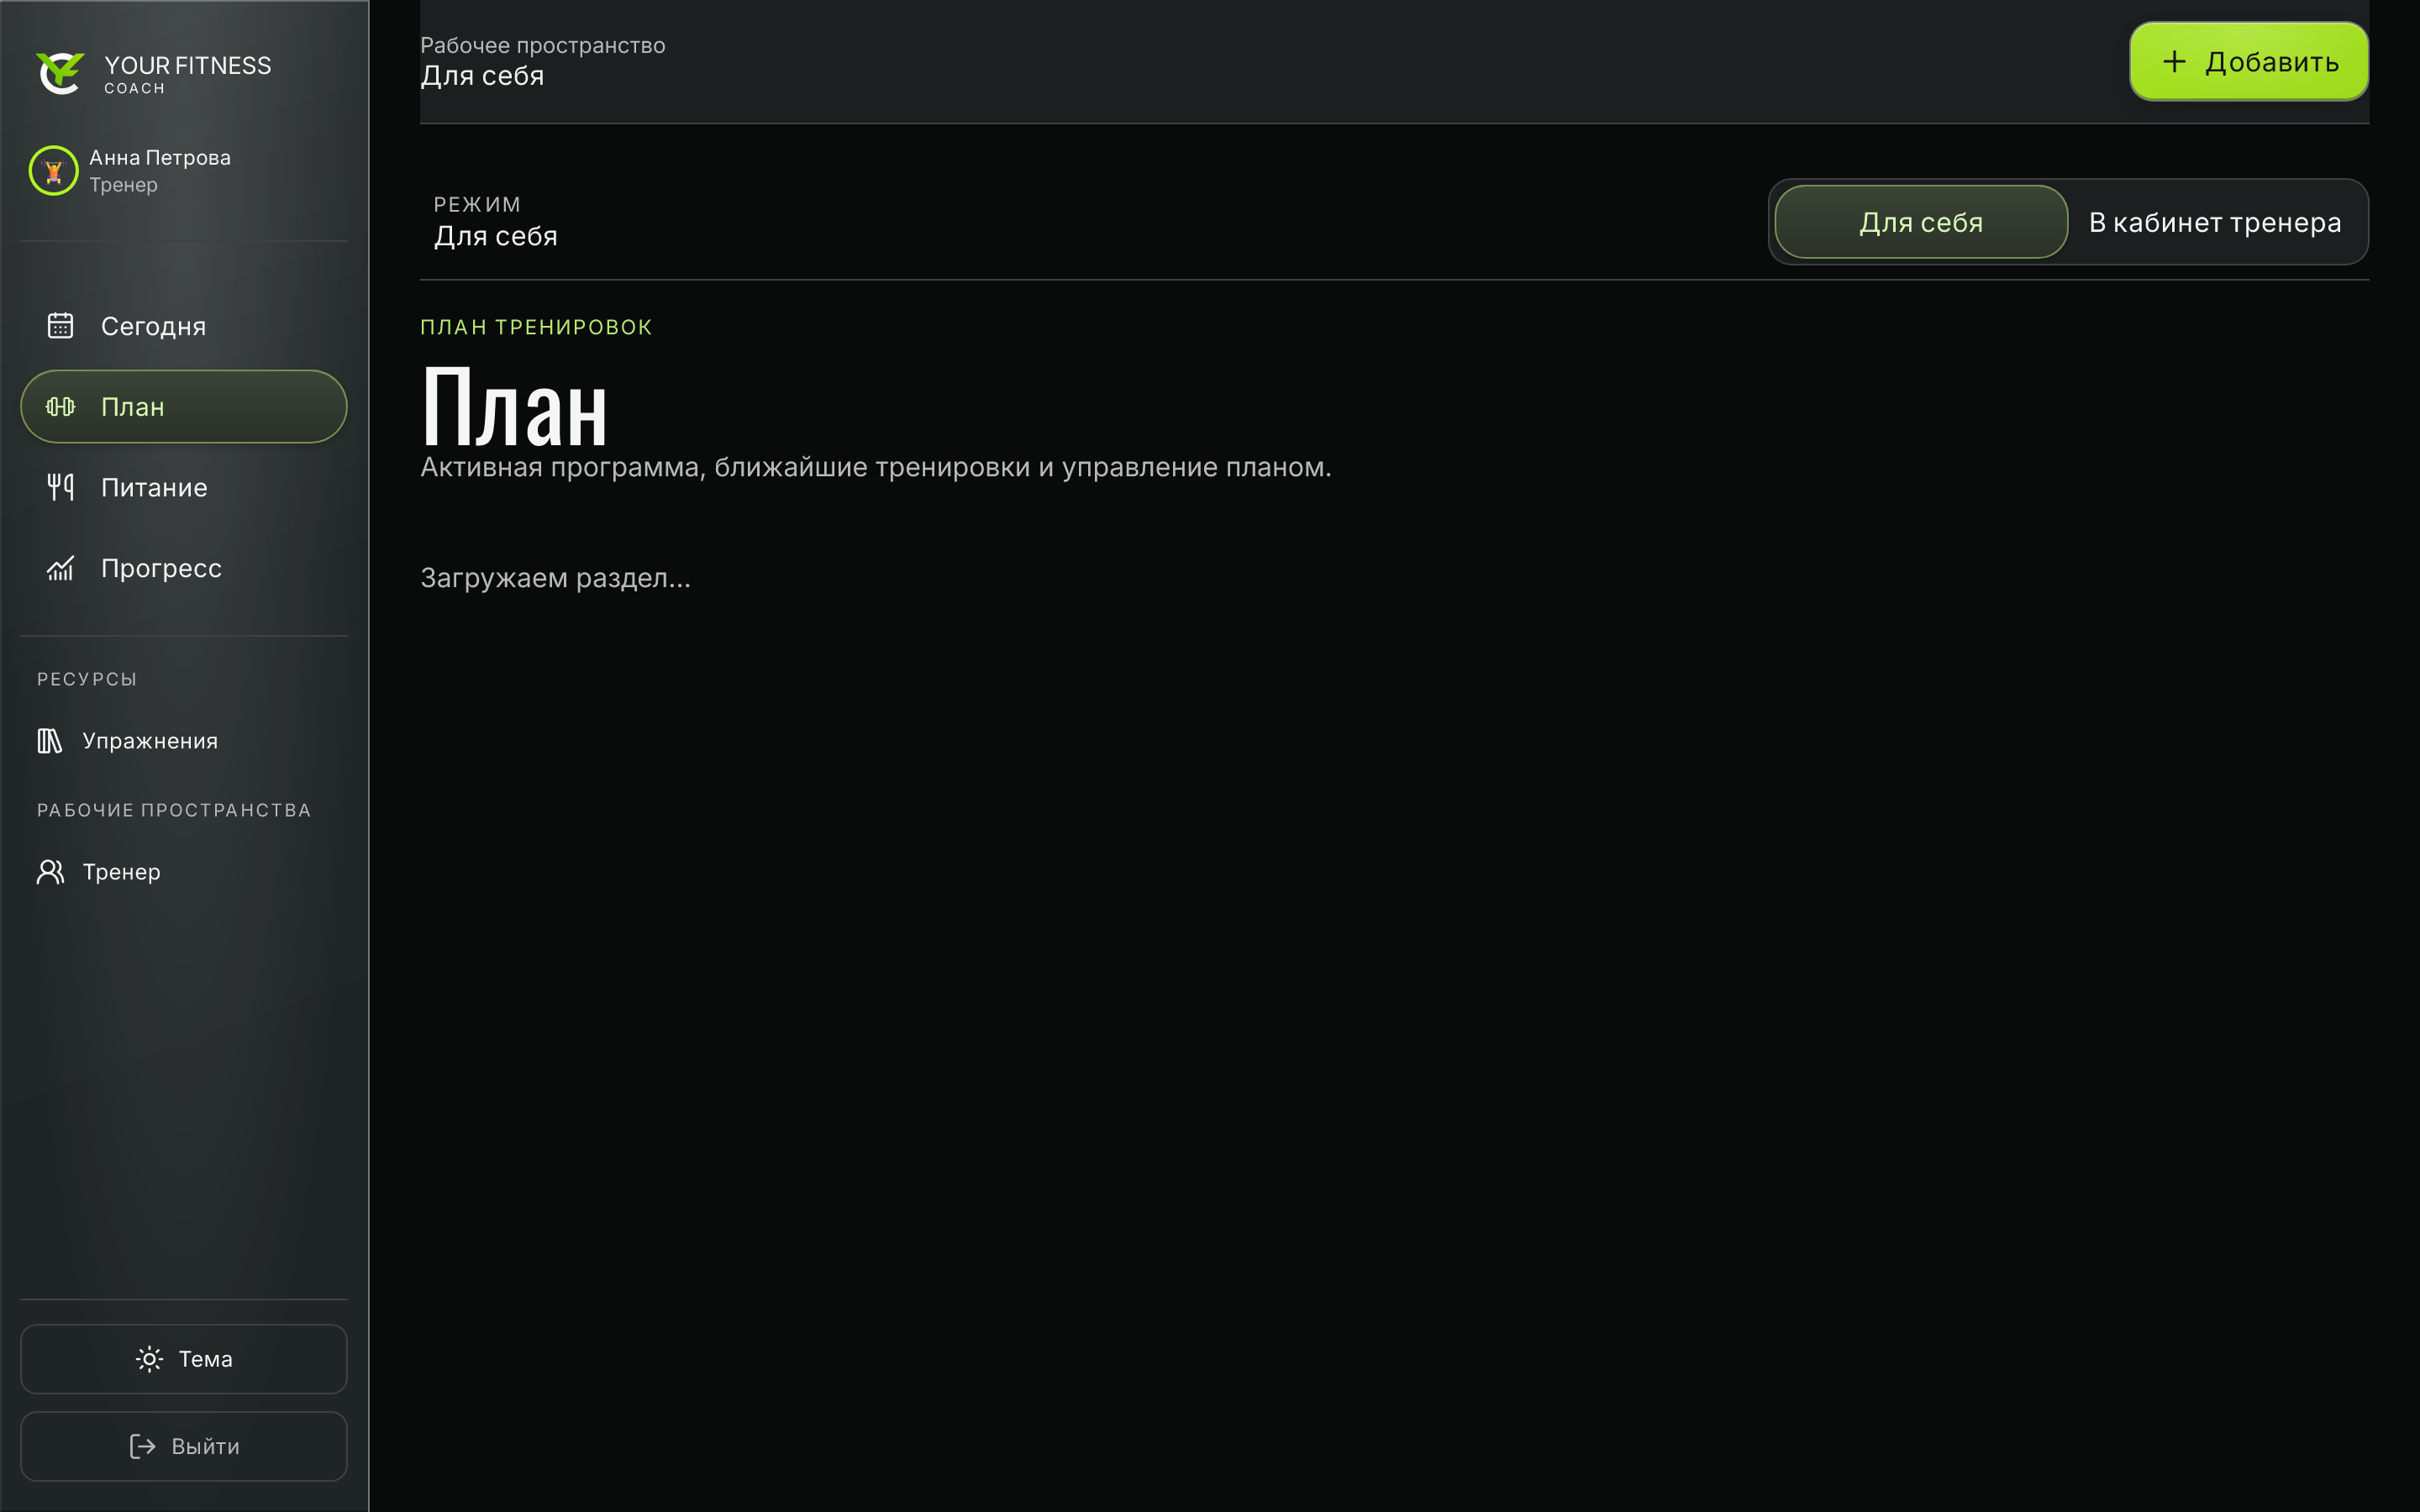 YOUR FITNESS
COACH
Анна Петрова
Тренер
Сегодня
План
Питание
Прогресс
РЕСУРСЫ
Упражнения
РАБОЧИЕ ПРОСТРАНСТВА
Тренер
Тема
Выйти
Рабочее пространство
Для себя
Добавить
РЕЖИМ
Для себя
Для себя
В кабинет тренера
ПЛАН ТРЕНИРОВОК
План
Активная программа, ближайшие тренировки и управление планом.
Загружаем раздел...